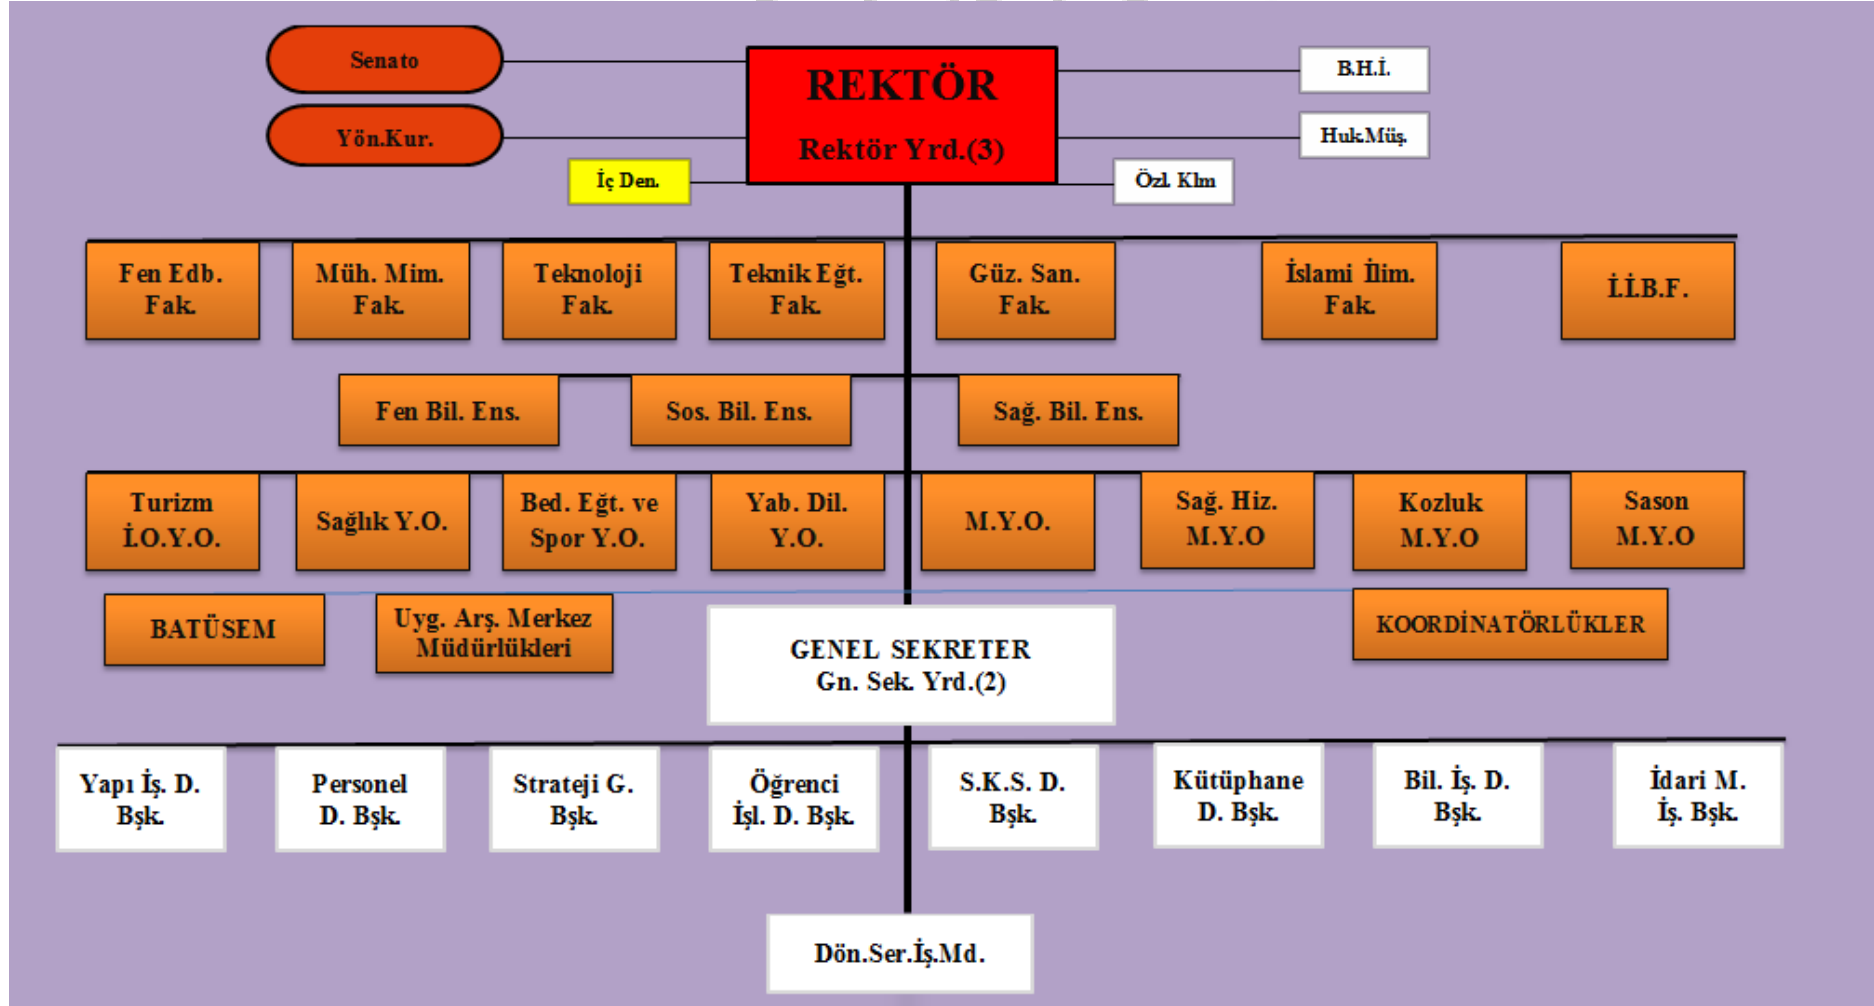 Senato
REKTÖR
B.H.İ.
Yön.Kur.
Rektör Yrd.(3)
Huk.Müş.
İç Den.
Özl. Klm
Fen Edb.
Fak.
Müh. Mim.
Fak.
Teknoloji
Fak.
Teknik Eğt.
Fak.
Güz. San.
Fak.
İslami İlim.
Fak.
İ.İ.B.F.
Fen Bil. Ens.
Sos. Bil. Ens.
Sağ. Bil. Ens.
Turizm
İ.O.Y.O.
Sağlık Y.O.
Bed. Eğt. ve
Spor Y.O.
Yab. Dil.
Y.O.
M.Y.O.
Sağ. Hiz.
M.Y.O
Kozluk
M.Y.O
Sason
M.Y.O
BATÜSEM
Uyg. Arş. Merkez
Müdürlükleri
GENEL SEKRETER
Gn. Sek. Yrd.(2)
KOORDİNATÖRLÜKLER
Yapı İş. D.
Bşk.
Personel
D. Bşk.
Strateji G.
Bşk.
Öğrenci
İşl. D. Bşk.
S.K.S. D.
Bşk.
Kütüphane
D. Bşk.
Bil. İş. D.
Bşk.
İdari M.
İş. Bşk.
Dön.Ser.İş.Md.